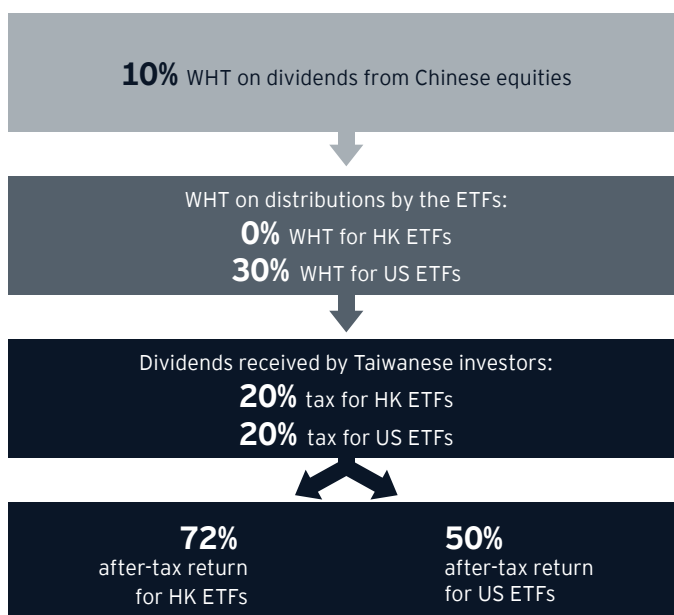 10% WHT on dividends from Chinese equities
WHT on distributions by the ETFs:
0% WHT for HK ETFs
30% WHT for US ETFs
Dividends received by Taiwanese investors:
20% tax for HK ETFs
20% tax for US ETFs
72%
after-tax return
for HK ETFs
50%
after-tax return
for US ETFs